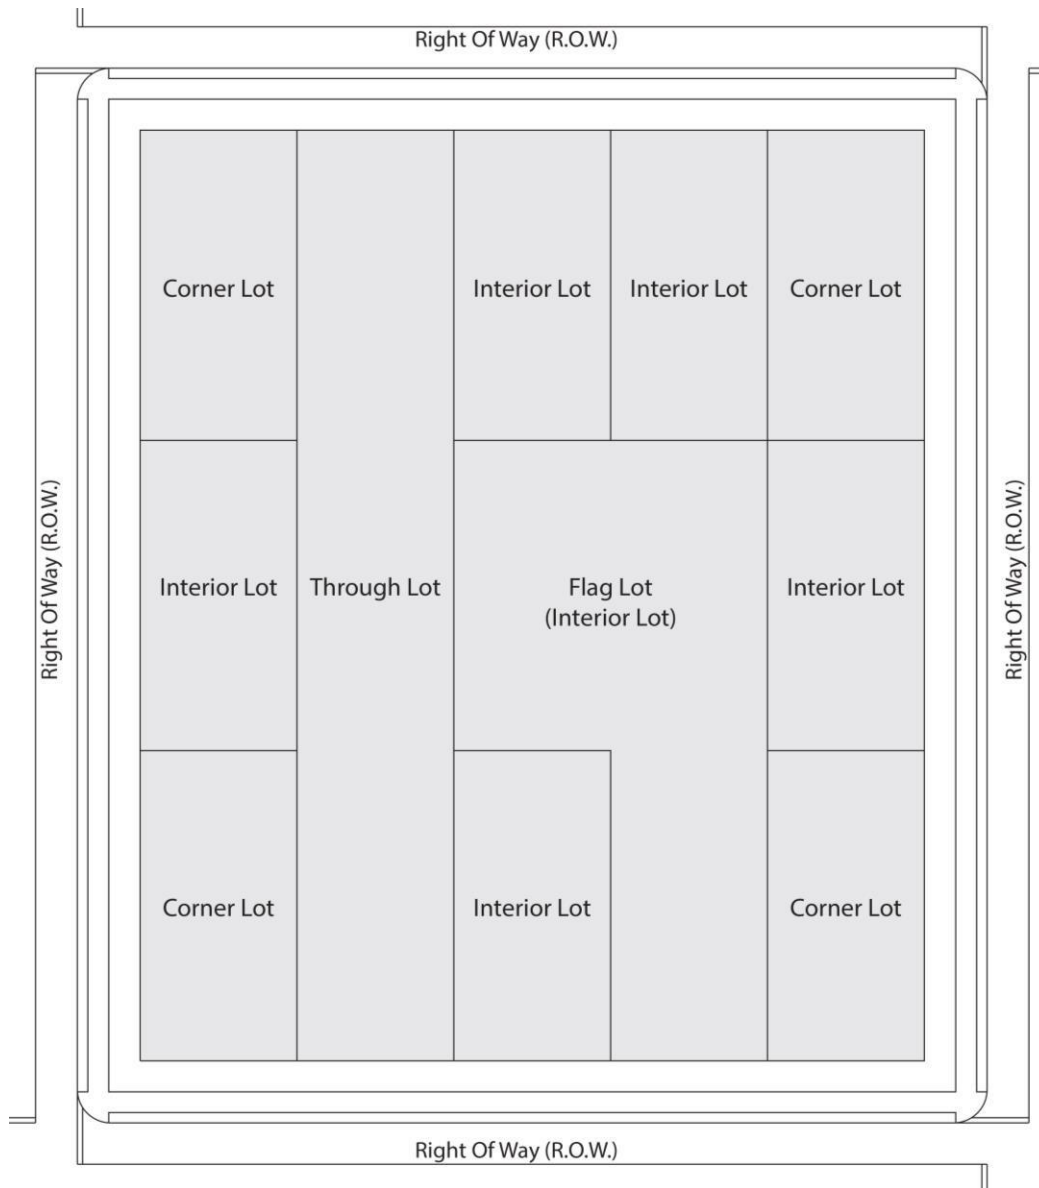 Right Of Way (R.O.W.)
Corner Lot
Interior Lot
Interior Lot
Corner Lot
Right Of Way (R.O.W.)
Interior Lot
Through Lot
Flag Lot
(Interior Lot)
Interior Lot
Right Of Way (R.O.W.)
Corner Lot
Interior Lot
Corner Lot
Right Of Way (R.O.W.)